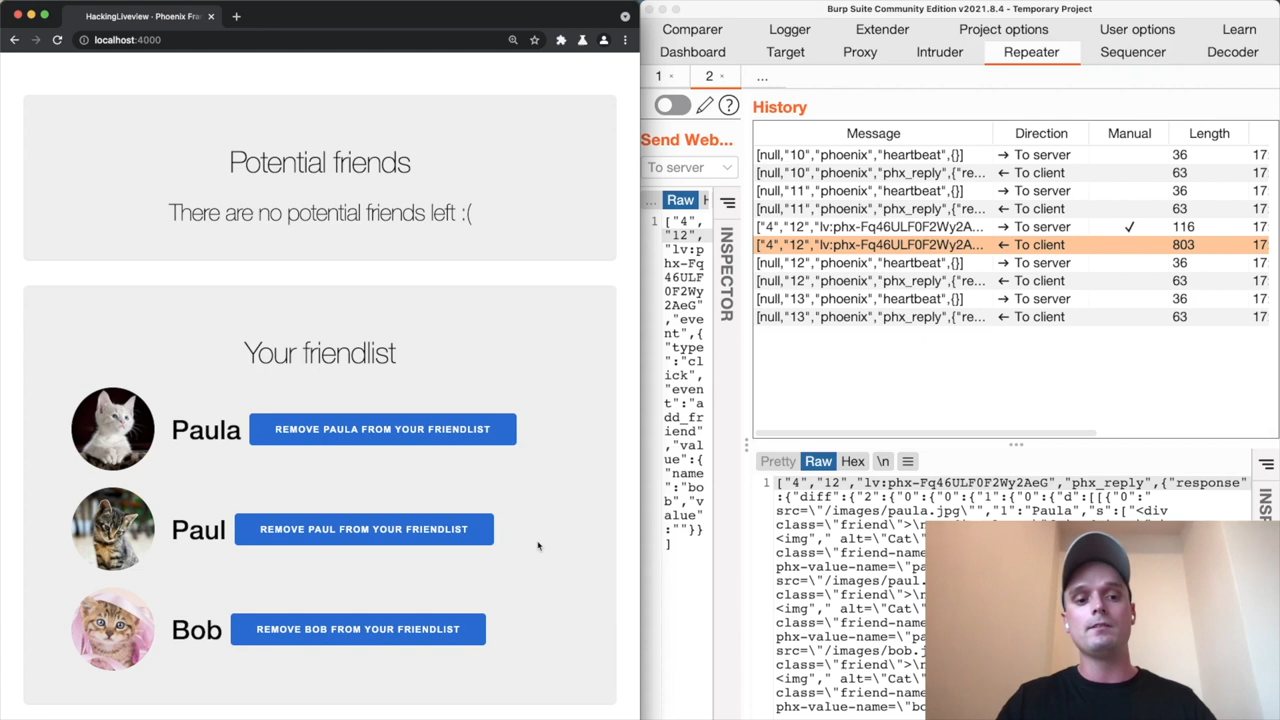 HackingLiveview · Phoenix Fra
localhost:4000
Potential friends
There are no potential friends left :(
Your friendlist
Paula
REMOVE PAULA FROM YOUR FRIENDLIST
Paul
REMOVE PAUL FROM YOUR FRIENDLIST
Bob
REMOVE BOB FROM YOUR FRIENDLIST
Burp Suite Community Edition v2021.8.4 - Temporary Project
Comparer Logger Extender Project options User options Learn
Dashboard Target Proxy Intruder Repeater Sequencer Decoder
1 × 2 × ...
Send Web...
To server
... Raw H
1
["4",
"12",
"lv:p
hx-Fq
46ULF
0F2Wy
2AeG"
,"eve
nt",{
"type
":"cl
ick",
"even
t":"a
dd_fr
iend"
,"val
ue":{
"name
":"bo
b","v
alue"
:""}}
]
INSPECTOR
History
Message Direction Manual Length
[null,"10","phoenix","heartbeat",{}] → To server 36 17:
[null,"10","phoenix","phx_reply",{"re... ← To client 63 17:
[null,"11","phoenix","heartbeat",{}] → To server 36 17:
[null,"11","phoenix","phx_reply",{"re... ← To client 63 17:
["4","12","lv:phx-Fq46ULF0F2Wy2A... → To server ✓ 116 17:
["4","12","lv:phx-Fq46ULF0F2Wy2A... ← To client 803 17:
[null,"12","phoenix","heartbeat",{}] → To server 36 17:
[null,"12","phoenix","phx_reply",{"re... ← To client 63 17:
[null,"13","phoenix","heartbeat",{}] → To server 36 17:
[null,"13","phoenix","phx_reply",{"re... ← To client 63 17:
Pretty Raw Hex \n
1 ["4","12","lv:phx-Fq46ULF0F2Wy2AeG","phx_reply",{"response"
:{"diff":{"2":{"0":{"0":{"1":{"0":{"d":[[{"0":"
src=\"/images/paula.jpg\"","1":"Paula","s":["<div
class=\"friend\">\n
<img"," alt=\"Cat\
class=\"friend-name
phx-value-name=\"pa
src=\"/images/paul.
class=\"friend\">\n
<img"," alt=\"Cat\
class=\"friend-name
phx-value-name=\"pa
src=\"/images/bob.j
class=\"friend\">\n
<img"," alt=\"Cat\
class=\"friend-name
phx-value-name=\"bo